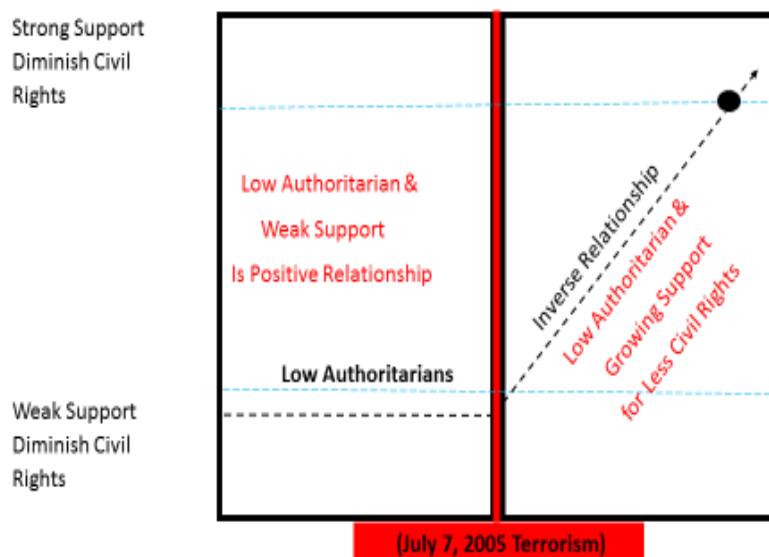 Strong Support
Diminish Civil
Rights
Low Authoritarian &
Weak Support
Is Positive Relationship
Low Authoritarians
Weak Support
Diminish Civil
Rights
Inverse Relationship
Low Authoritarian &
Growing Support
for Less Civil Rights
(July 7, 2005 Terrorism)